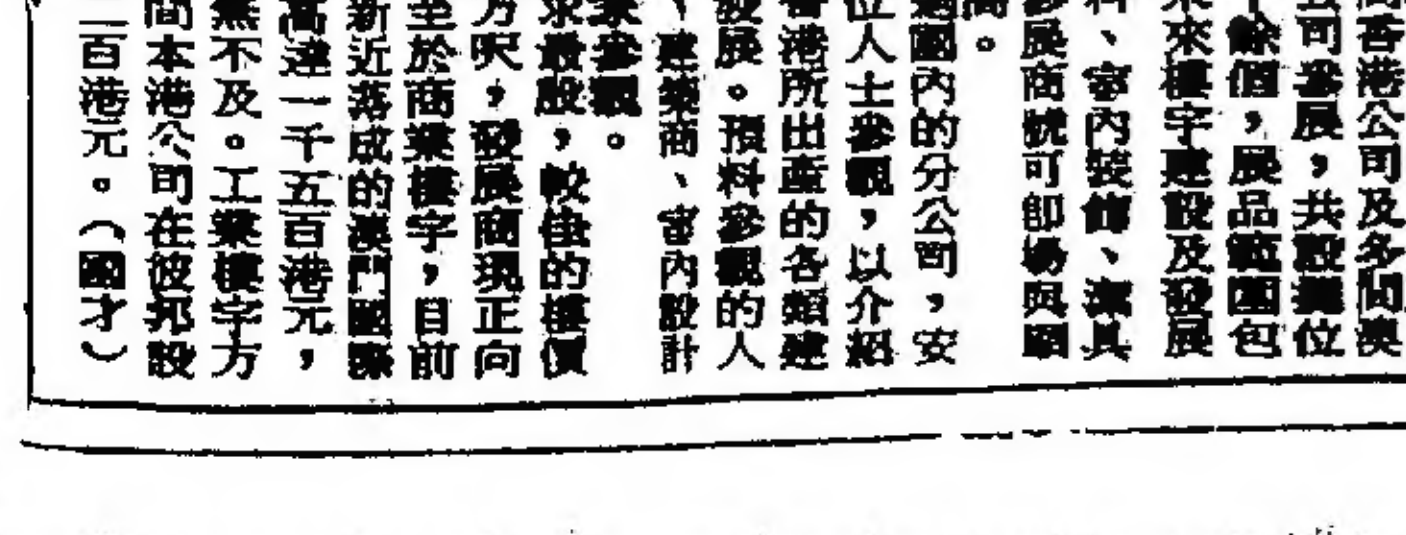 間香港公司及多間澳
公司參展，共設攤位
十餘個，展品範圍包
來來樓宇建設及發展
料、室內裝飾、潔具
參展商號可即場與顧
商。
國內的分公司，安
位人士參觀，以介紹
香港所出產的各類建
發展。預料參觀的人
、建築商、室內設計
業參觀。
求最殷，較佳的樓價
方呎，發展商現正向
至於商業樓宇，目前
新近落成的澳門國際
高達一千五百港元，
無不及。工業樓宇方
間本港公司在彼邦設
二百港元。（國才）